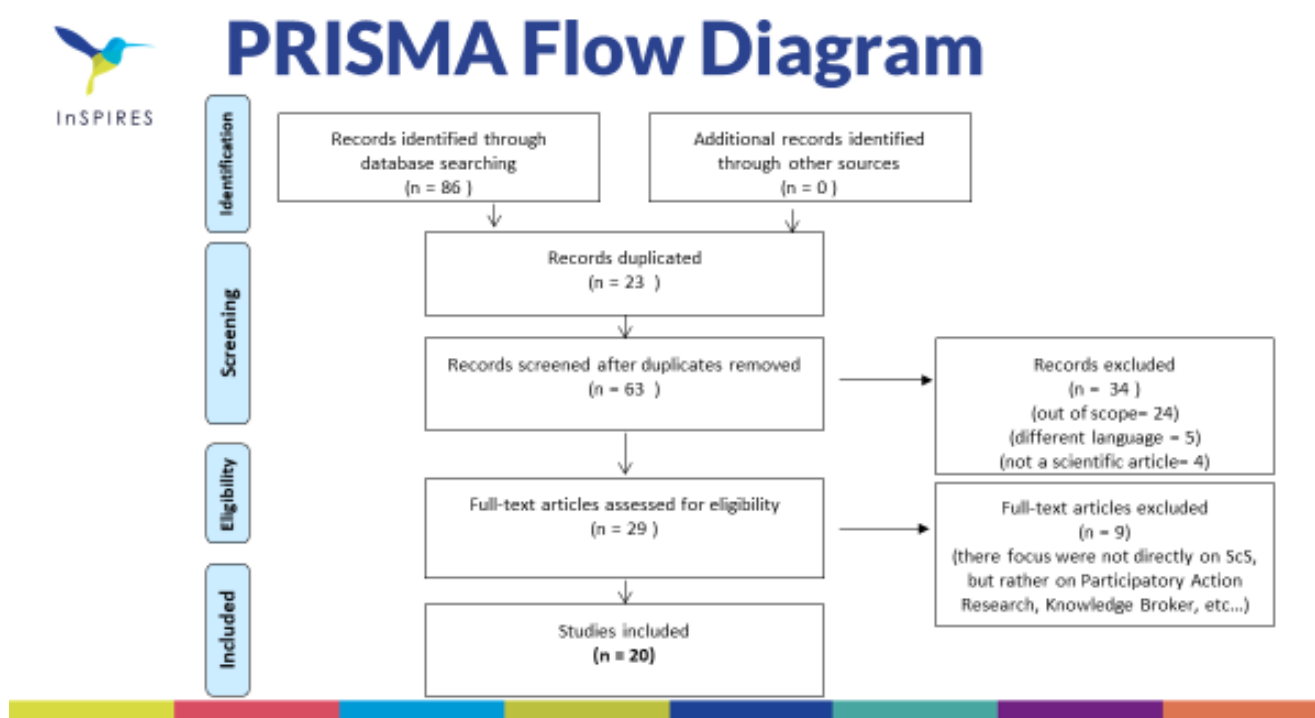 PRISMA Flow Diagram
InSPIRES
Identification
Records identified through
database searching
(n = 86 )
Additional records identified
through other sources
(n = 0 )
Screening
Records duplicated
(n = 23 )
Records screened after duplicates removed
(n = 63 )
Records excluded
(n = 34 )
(out of scope= 24)
(different language = 5)
(not a scientific article= 4)
Eligibility
Full-text articles assessed for eligibility
(n = 29 )
Full-text articles excluded
(n = 9)
(there focus were not directly on ScS,
but rather on Participatory Action
Research, Knowledge Broker, etc...)
Included
Studies included
(n = 20)